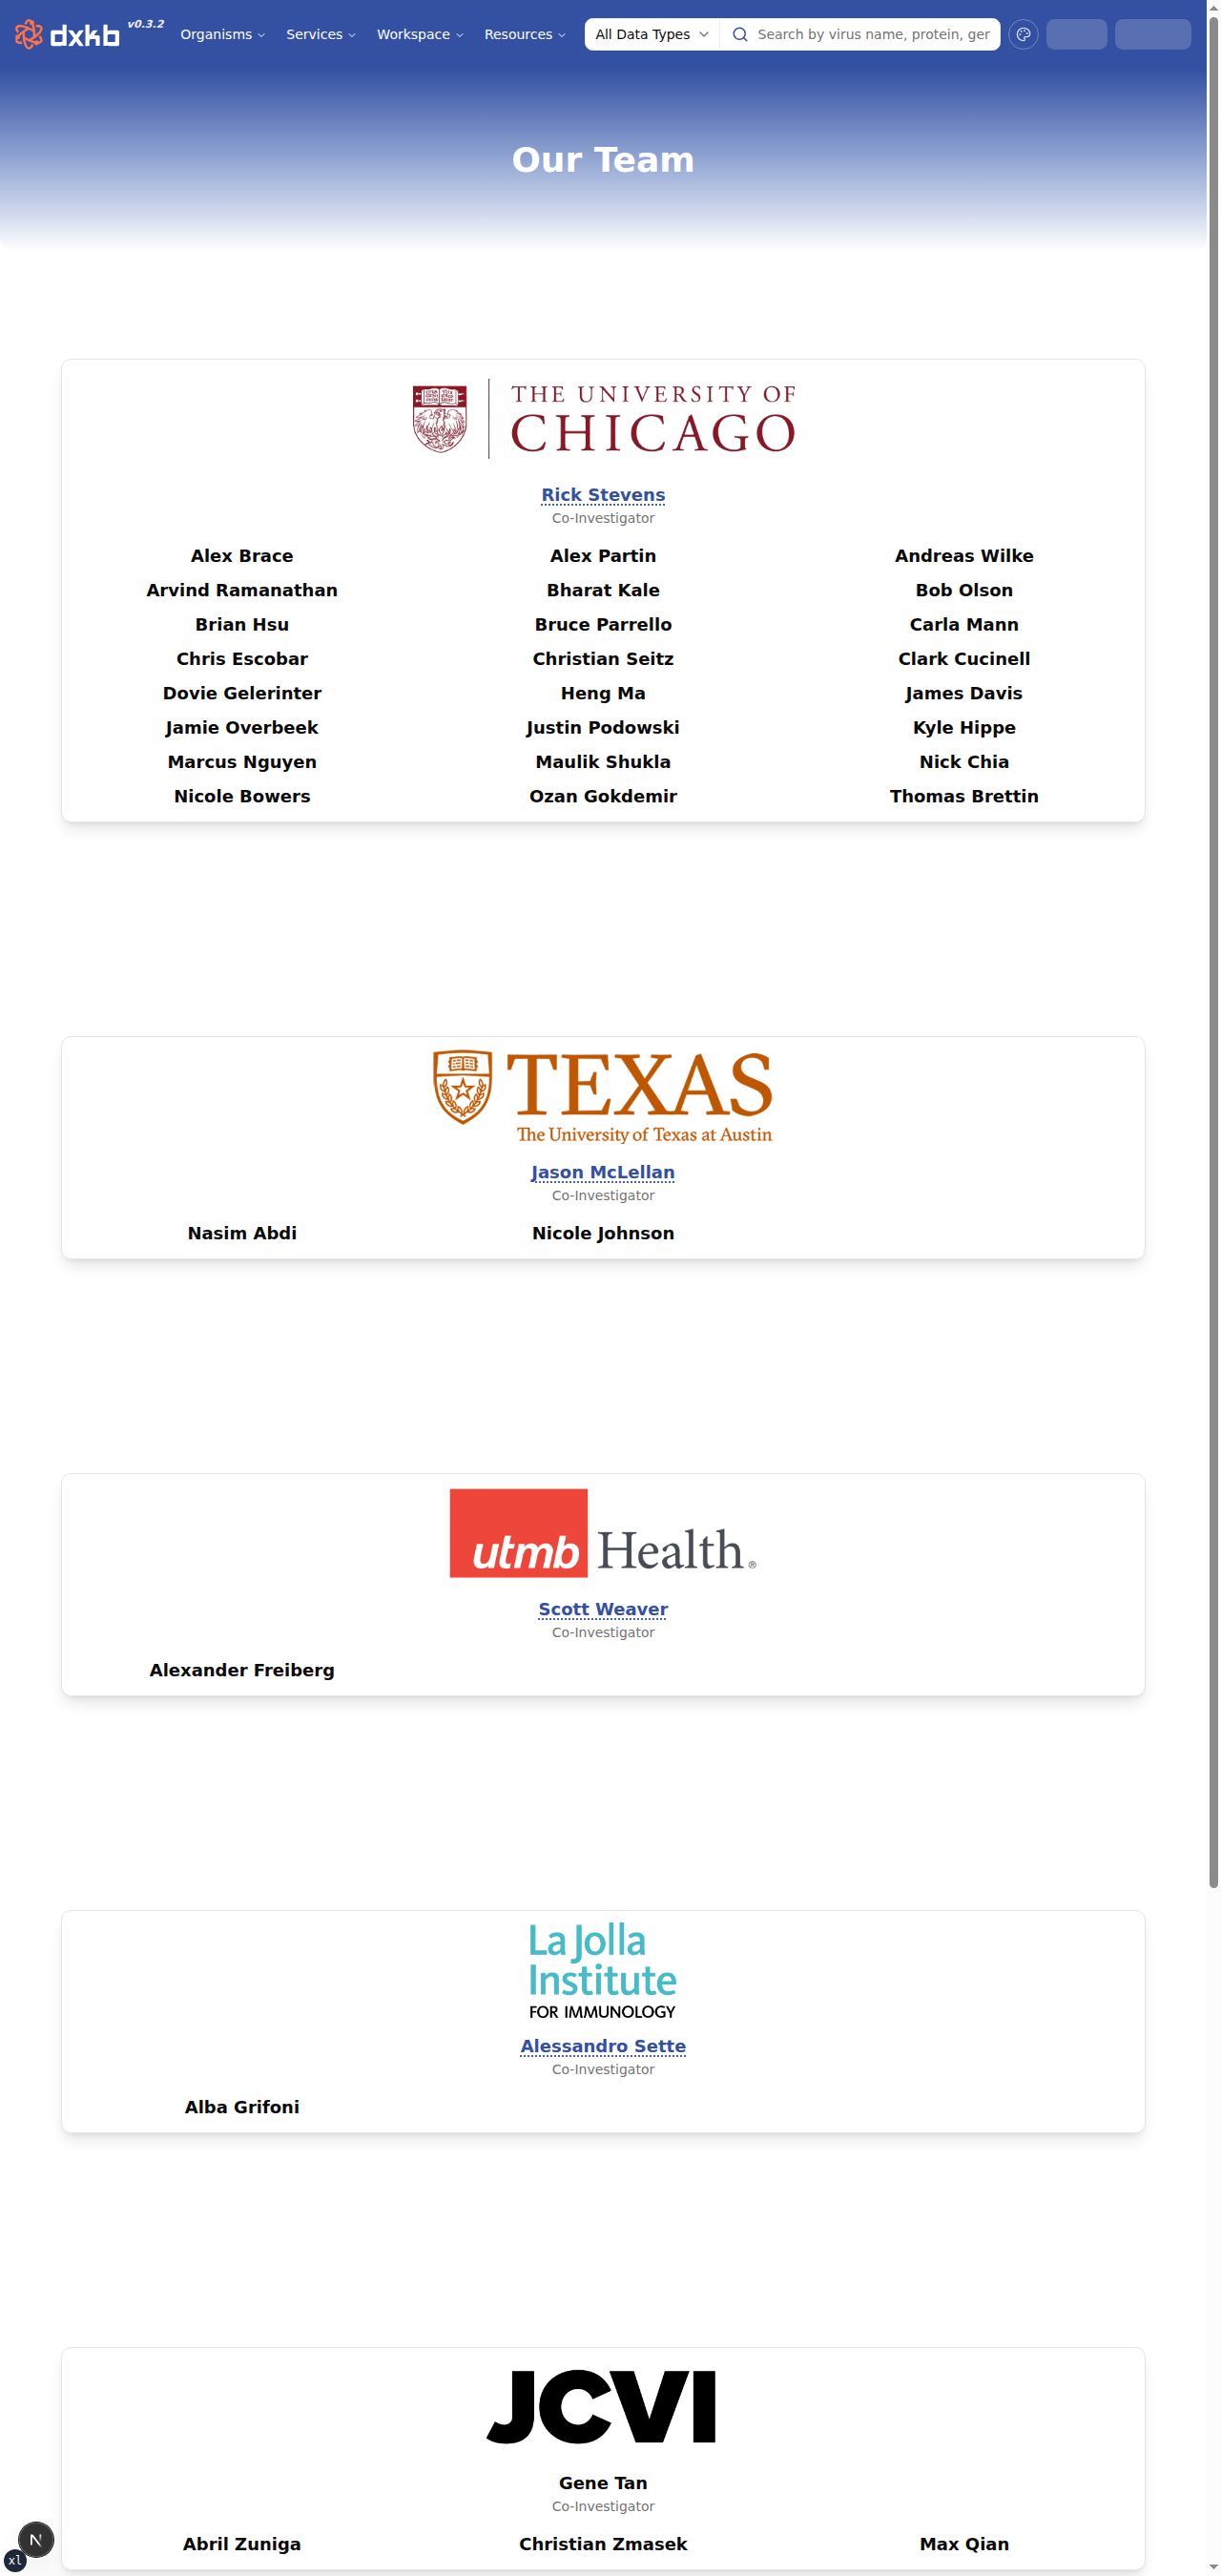 dxkb v0.3.2 Organisms Services Workspace Resources All Data Types Search by virus name, protein, ger
Our Team
THE UNIVERSITY OF
CHICAGO
Rick Stevens
Co-Investigator
Alex Brace Alex Partin Andreas Wilke
Arvind Ramanathan Bharat Kale Bob Olson
Brian Hsu Bruce Parrello Carla Mann
Chris Escobar Christian Seitz Clark Cucinell
Dovie Gelerinter Heng Ma James Davis
Jamie Overbeek Justin Podowski Kyle Hippe
Marcus Nguyen Maulik Shukla Nick Chia
Nicole Bowers Ozan Gokdemir Thomas Brettin
TEXAS
The University of Texas at Austin
Jason McLellan
Co-Investigator
Nasim Abdi Nicole Johnson
utmb Health®
Scott Weaver
Co-Investigator
Alexander Freiberg
La Jolla
Institute
FOR IMMUNOLOGY
Alessandro Sette
Co-Investigator
Alba Grifoni
JCVI
Gene Tan
Co-Investigator
Abril Zuniga Christian Zmasek Max Qian
N
xl